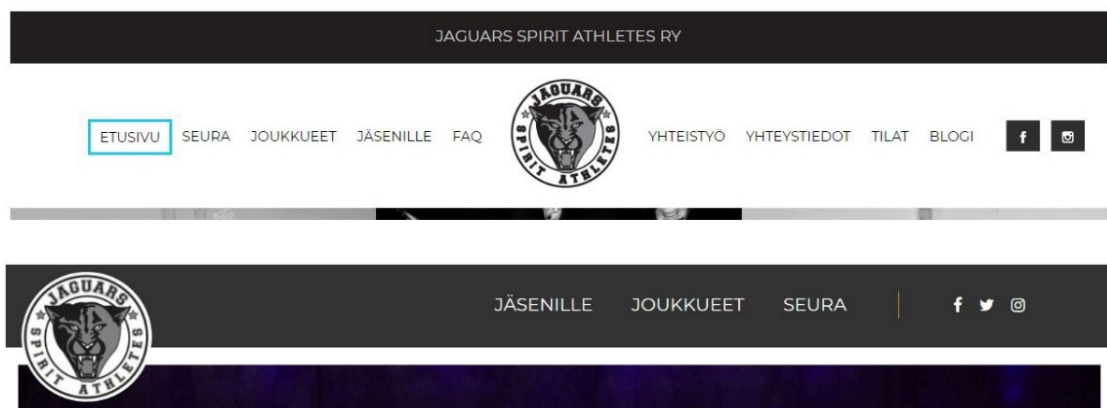 JAGUARS SPIRIT ATHLETES RY
ETUSIVU SEURA JOUKKUEET JÄSENILLE FAQ JAGUARS SPIRIT ATHLETES YHTEISTYÖ YHTEYSTIEDOT TILAT BLOGI
JAGUARS SPIRIT ATHLETES JÄSENILLE JOUKKUEET SEURA